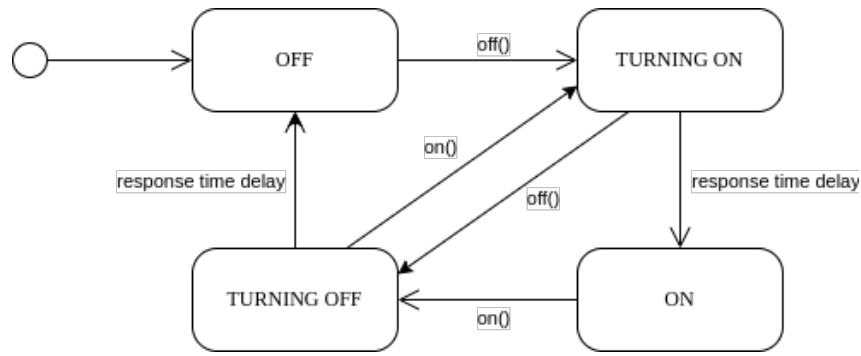 off()
OFF
TURNING ON
on()
response time delay
response time delay
off()
TURNING OFF
ON
on()